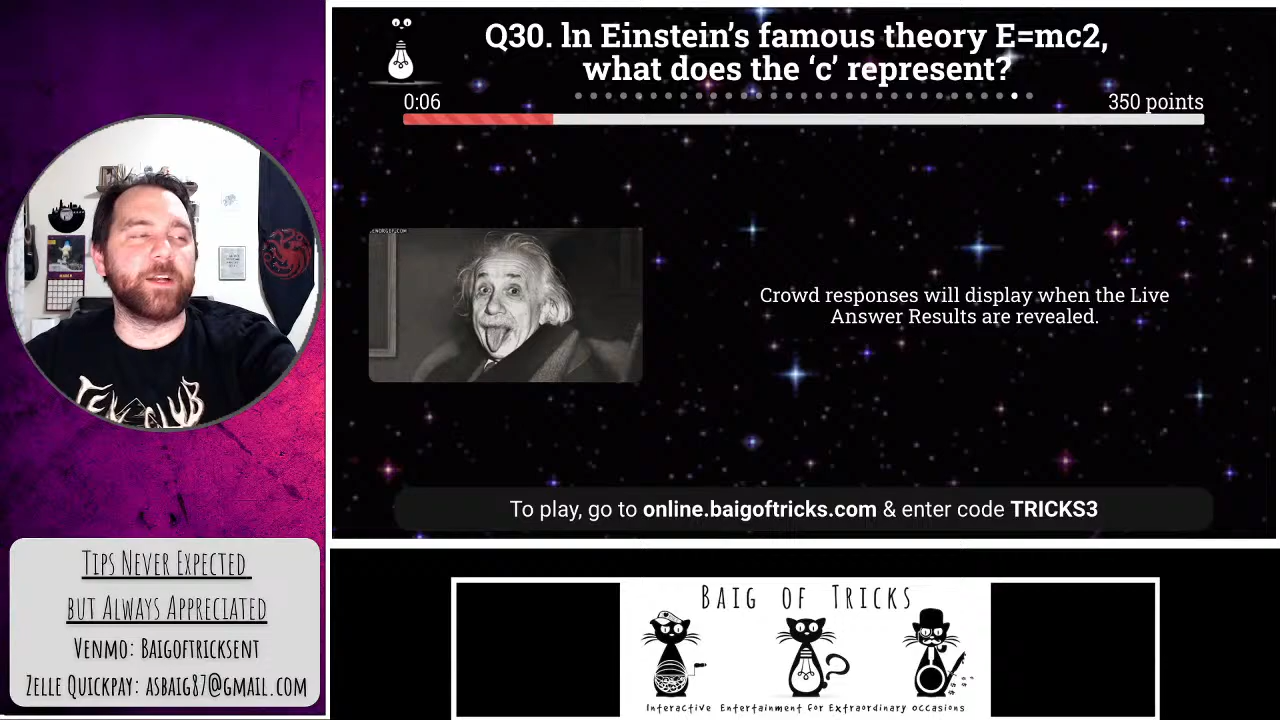 Q30. In Einstein's famous theory E=mc2,
what does the ‘c’ represent?
0:06
350 points
Crowd responses will display when the Live
Answer Results are revealed.
To play, go to online.baigoftricks.com & enter code TRICKS3
Tips Never Expected
but Always Appreciated
Venmo: Baigoftricksent
Zelle Quickpay: asbaig87@gmail.com
Baig of Tricks
Interactive Entertainment for Extraordinary Occasions